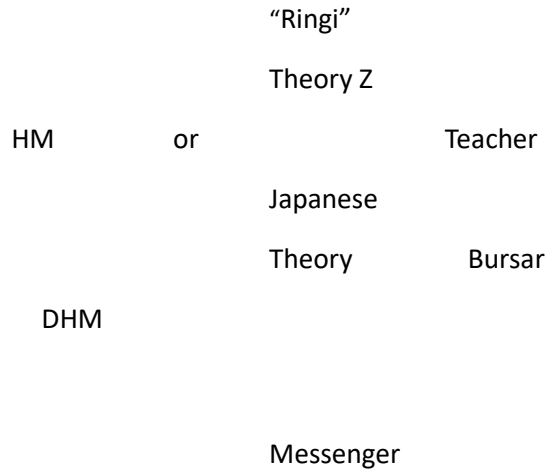 “Ringi”
Theory Z
HM or Teacher
Japanese
Theory Bursar
DHM
Messenger